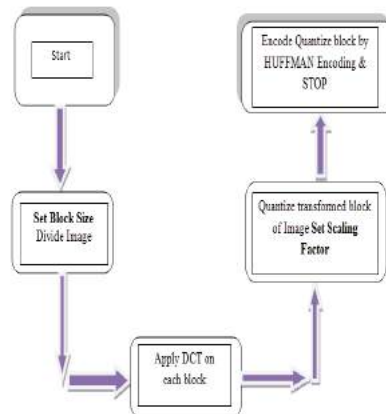 Start
Set Block Size
Divide Image
Apply DCT on
each block
Quantize transformed block
of Image Set Scaling
Factor
Encode Quantize block by
HUFFMAN Encoding &
STOP